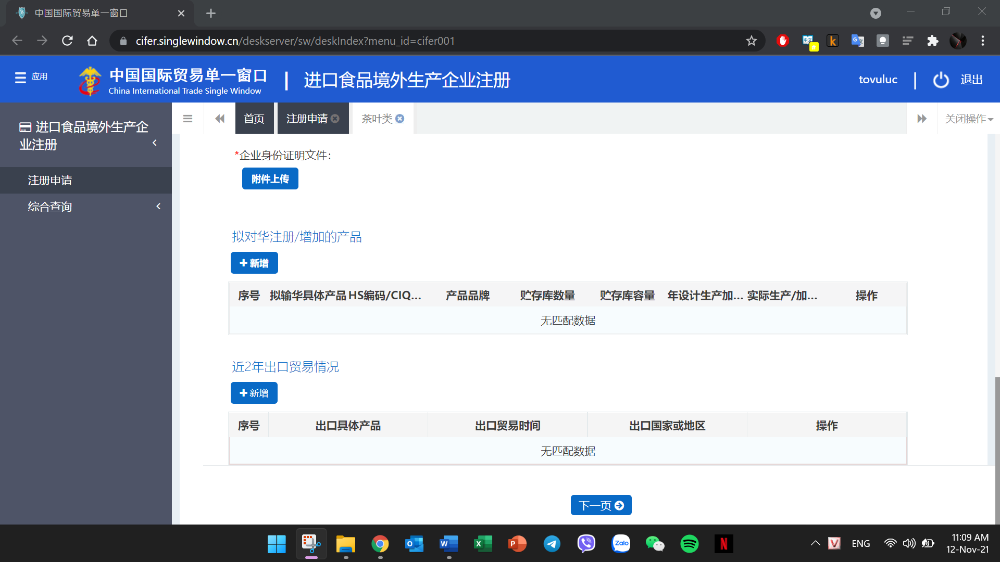 中国国际贸易单一窗口
cifer.singlewindow.cn/deskserver/sw/deskIndex?menu_id=cifer001
应用
中国国际贸易单一窗口
China International Trade Single Window
进口食品境外生产企业注册
tovuluc
退出
进口食品境外生产企
业注册
注册申请
综合查询
首页
注册申请
茶叶类
关闭操作
*企业身份证明文件：
附件上传
拟对华注册/增加的产品
新增
序号 拟输华具体产品 HS编码/CIQ... 产品品牌 贮存库数量 贮存库容量 年设计生产加... 实际生产/加... 操作
无匹配数据
近2年出口贸易情况
新增
序号 出口具体产品 出口贸易时间 出口国家或地区 操作
无匹配数据
下一页
Zalo
ENG
11:09 AM
12-Nov-21